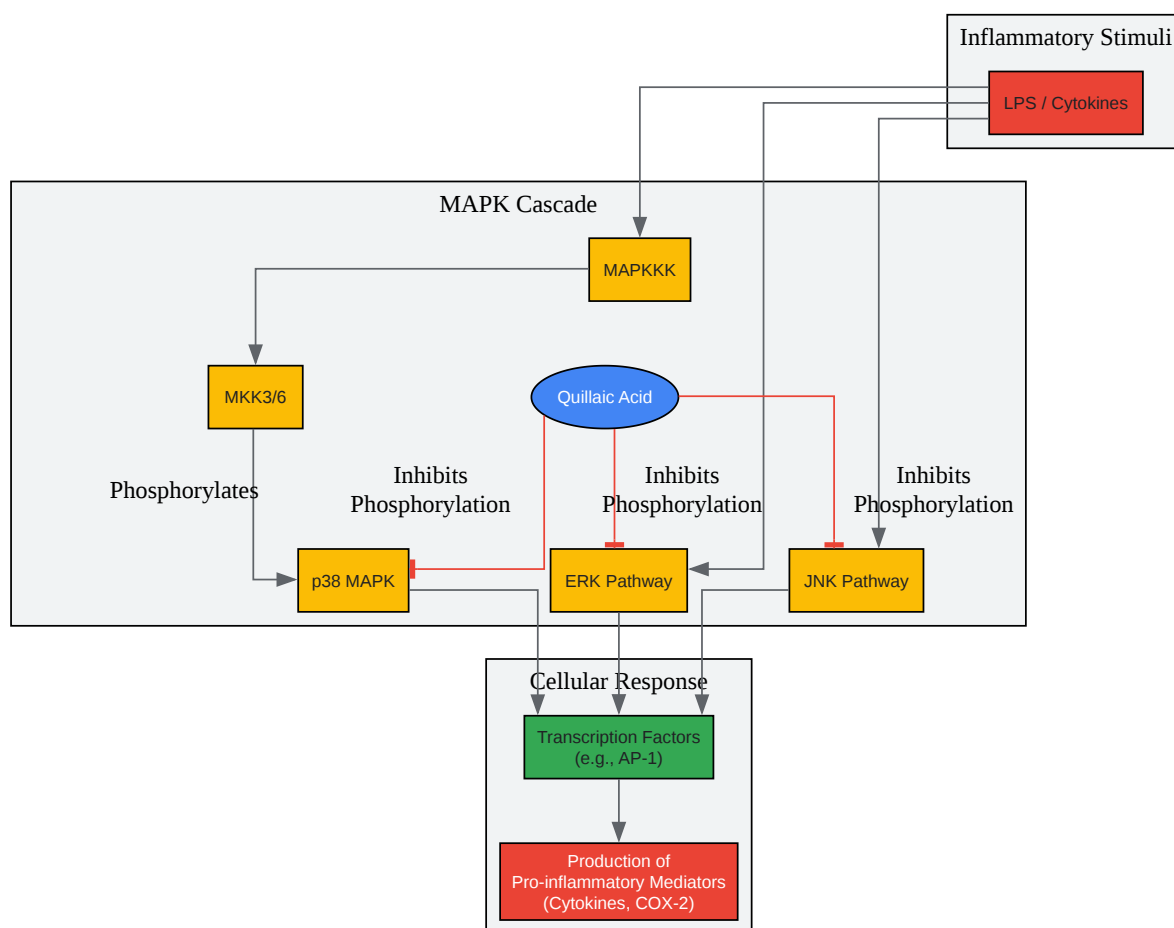 Inflammatory Stimuli
LPS / Cytokines
MAPK Cascade
MAPKKK
MKK3/6
Quillaic Acid
Phosphorylates
Inhibits
Phosphorylation
Inhibits
Phosphorylation
Inhibits
Phosphorylation
p38 MAPK
ERK Pathway
JNK Pathway
Cellular Response
Transcription Factors
(e.g., AP-1)
Production of
Pro-inflammatory Mediators
(Cytokines, COX-2)